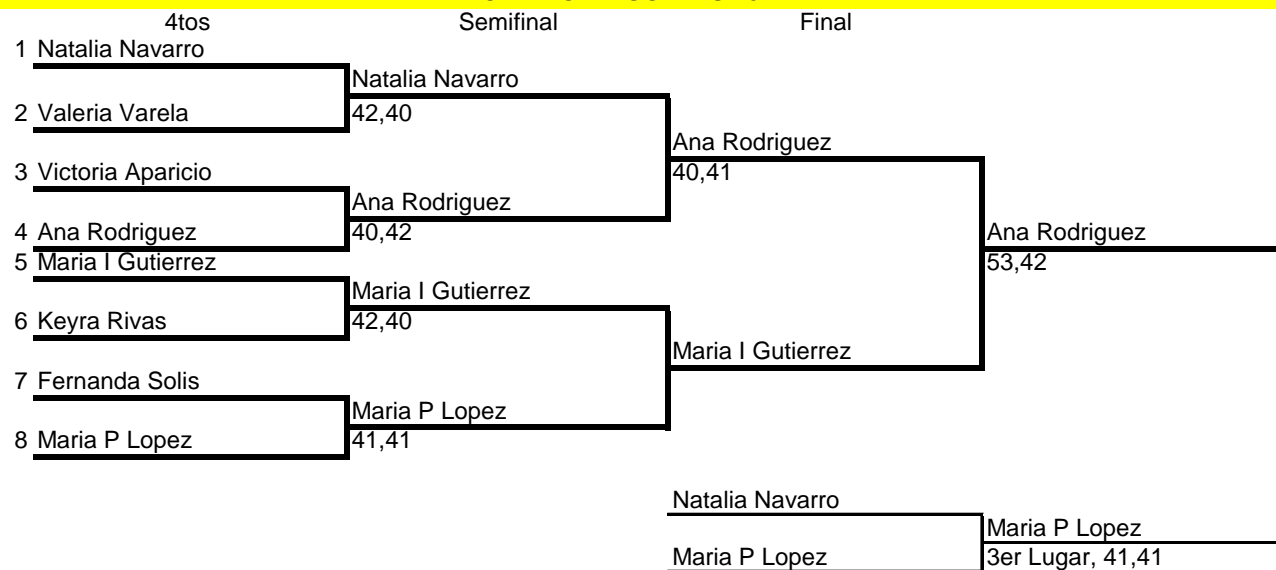 4tos Semifinal Final
1 Natalia Navarro
Natalia Navarro
2 Valeria Varela 42,40
Ana Rodriguez
3 Victoria Aparicio 40,41
Ana Rodriguez
4 Ana Rodriguez 40,42 Ana Rodriguez
5 Maria I Gutierrez 53,42
Maria I Gutierrez
6 Keyra Rivas 42,40
Maria I Gutierrez
7 Fernanda Solis
Maria P Lopez
8 Maria P Lopez 41,41
Natalia Navarro
Maria P Lopez
Maria P Lopez 3er Lugar, 41,41